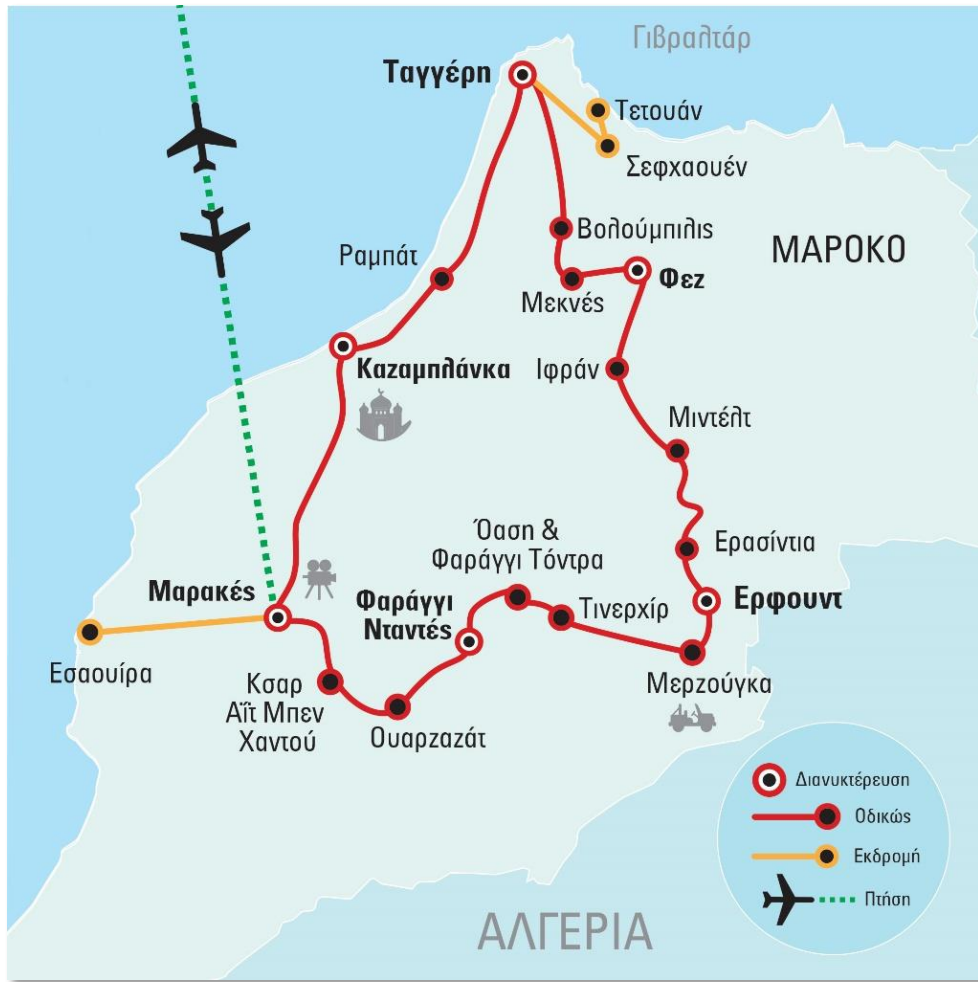 Γιβραλτάρ
Ταγγέρη
Τετουάν
Σεφχαουέν
Βολούμπιλις
ΜΑΡΟΚΟ
Ραμπάτ
Φεζ
Μεκνές
Καζαμπλάνκα
Ιφράν
Μιντέλτ
Όαση &
Φαράγγι Τόντρα
Ερασίντια
Μαρακές
Φαράγγι
Νταντές
Τινερχίρ
Ερφουντ
Εσαουίρα
Κσαρ
Αΐτ Μπεν
Χαντού
Ουαρζαζάτ
Μερζούγκα
Διανυκτέρευση
Οδικώς
Εκδρομή
Πτήση
ΑΛΓΕΡΙΑ